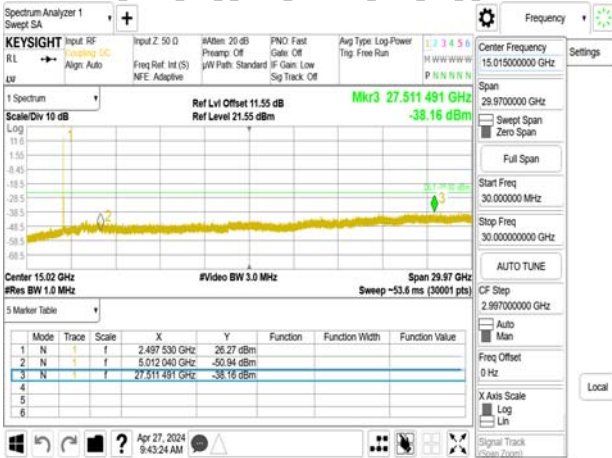 Spectrum Analyzer 1
Swept SA
+
Frequency
KEYSIGHT
RL
Input: RF
Coupling: DC
Align: Auto
Input Z: 50 Ω
Freq Ref: Int (S)
NFE: Adaptive
#Atten: 20 dB
Preamp: Off
µW Path: Standard
PNO: Fast
Gate: Off
IF Gain: Low
Sig Track: Off
Avg Type: Log-Power
Trig: Free Run
1 2 3 4 5 6
M W W W W W
P N N N N N
1 Spectrum
Scale/Div 10 dB
Ref Lvl Offset 11.55 dB
Ref Level 21.55 dBm
Mkr3 27.511 491 GHz
-38.16 dBm
Log
11.6
1.55
-8.45
-18.5
-28.5
-38.5
-48.5
-58.5
-68.5
1
2
3
Center 15.02 GHz
#Res BW 1.0 MHz
#Video BW 3.0 MHz
Span 29.97 GHz
Sweep ~53.6 ms (30001 pts)
5 Marker Table
Mode Trace Scale X Y Function Function Width Function Value
1 N 1 f 2.497 530 GHz 26.27 dBm
2 N 1 f 5.012 040 GHz -50.94 dBm
3 N 1 f 27.511 491 GHz -38.16 dBm
4
5
6
Apr 27, 2024
9:43:24 AM
?
Center Frequency
15.015000000 GHz
Settings
Span
29.9700000 GHz
Swept Span
Zero Span
Full Span
Start Freq
30.000000 MHz
Stop Freq
30.000000000 GHz
AUTO TUNE
CF Step
2.997000000 GHz
Auto
Man
Freq Offset
0 Hz
X Axis Scale
Log
Lin
Local
Signal Track
(Span Zoom)